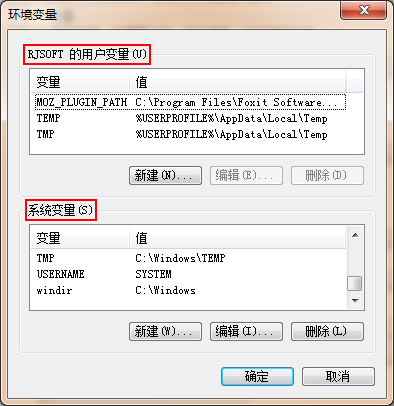 环境变量
RJSOFT 的用户变量(U)
变量 值
MOZ_PLUGIN_PATH C:\Program Files\Foxit Software...
TEMP %USERPROFILE%\AppData\Local\Temp
TMP %USERPROFILE%\AppData\Local\Temp
新建(N)... 编辑(E)... 删除(D)
系统变量(S)
变量 值
TMP C:\Windows\TEMP
USERNAME SYSTEM
windir C:\Windows
新建(W)... 编辑(I)... 删除(L)
确定 取消